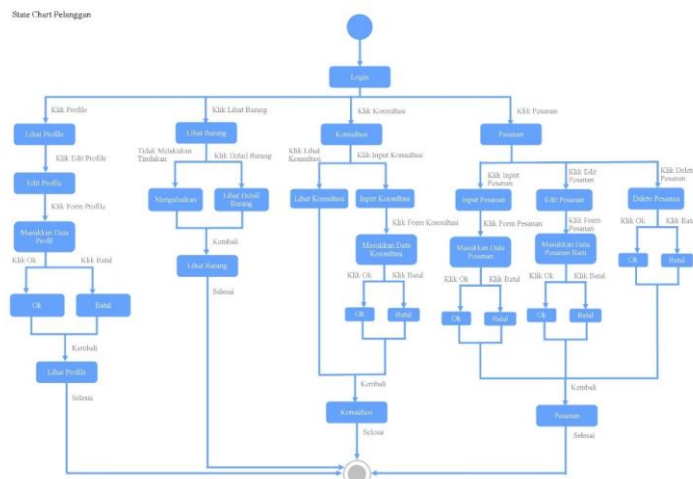 State Chart Pelanggan
Login
Klik Profile
Klik Lihat Barang
Klik Konsultasi
Klik Pesanan
Lihat Profile
Lihat Barang
Konsultasi
Pesanan
Klik Edit Profile
Tidak Melakukan
Tindakan
Klik Detail Barang
Klik Lihat
Konsultasi
Klik Input Konsultasi
Klik Input
Pesanan
Klik Edit
Pesanan
Klik Delete
Pesanan
Edit Profile
Mengabaikan
Lihat Detail
Barang
Lihat Konsultasi
Input Konsultasi
Input Pesanan
Edit Pesanan
Delete Pesanan
Klik Form Profile
Kembali
Klik Form Konsultasi
Klik Form Pesanan
Klik Form
Pesanan
Klik Ok
Klik Batal
Masukkan Data
Profil
Lihat Barang
Masukkan Data
Konsultasi
Masukkan Data
Pesanan
Masukkan Data
Pesanan Baru
Ok
Batal
Klik Ok
Klik Batal
Selesai
Klik Ok
Klik Batal
Klik Ok
Klik Batal
Klik Ok
Klik Batal
Ok
Batal
Ok
Batal
Ok
Batal
Ok
Batal
Kembali
Lihat Profile
Kembali
Kembali
Selesai
Konsultasi
Pesanan
Selesai
Selesai